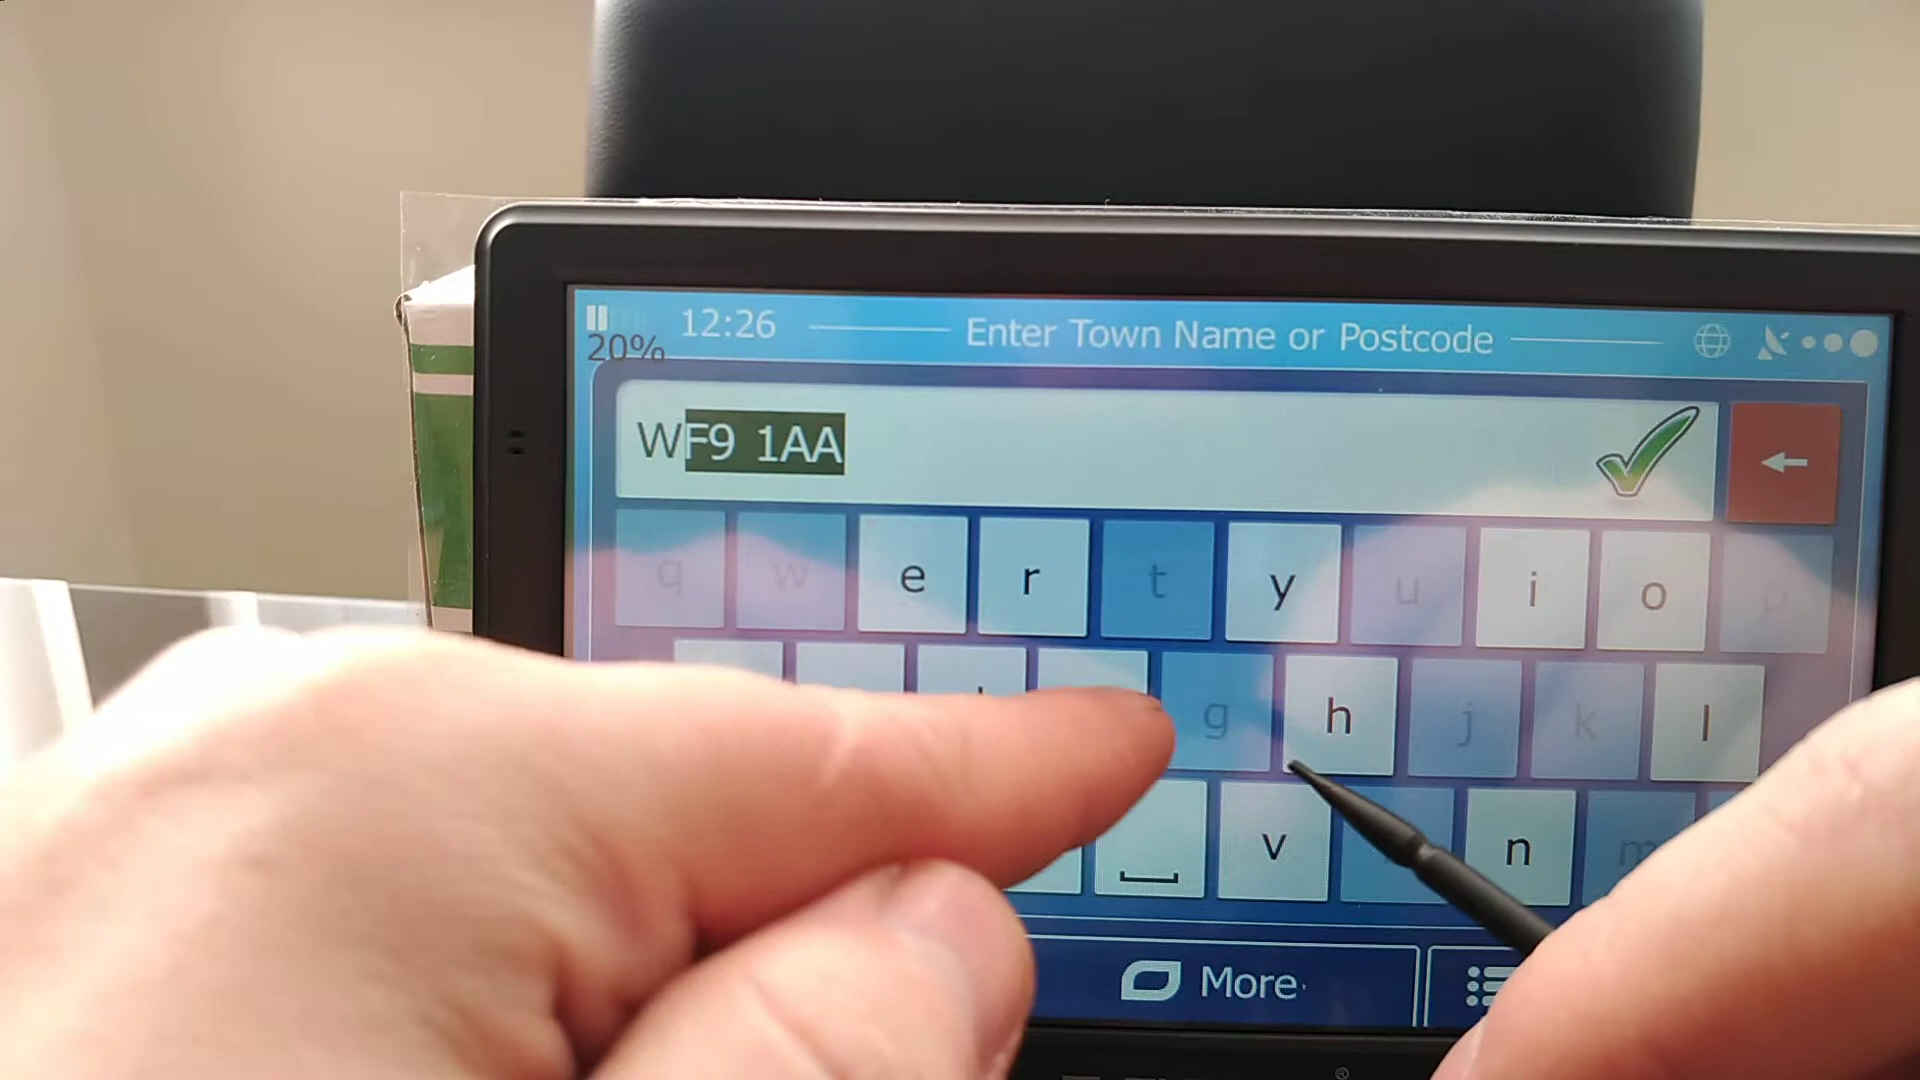 12:26 Enter Town Name or Postcode
20%
WF9 1AA
q w e r t y u i o p
g h j k l
v n m
More
®